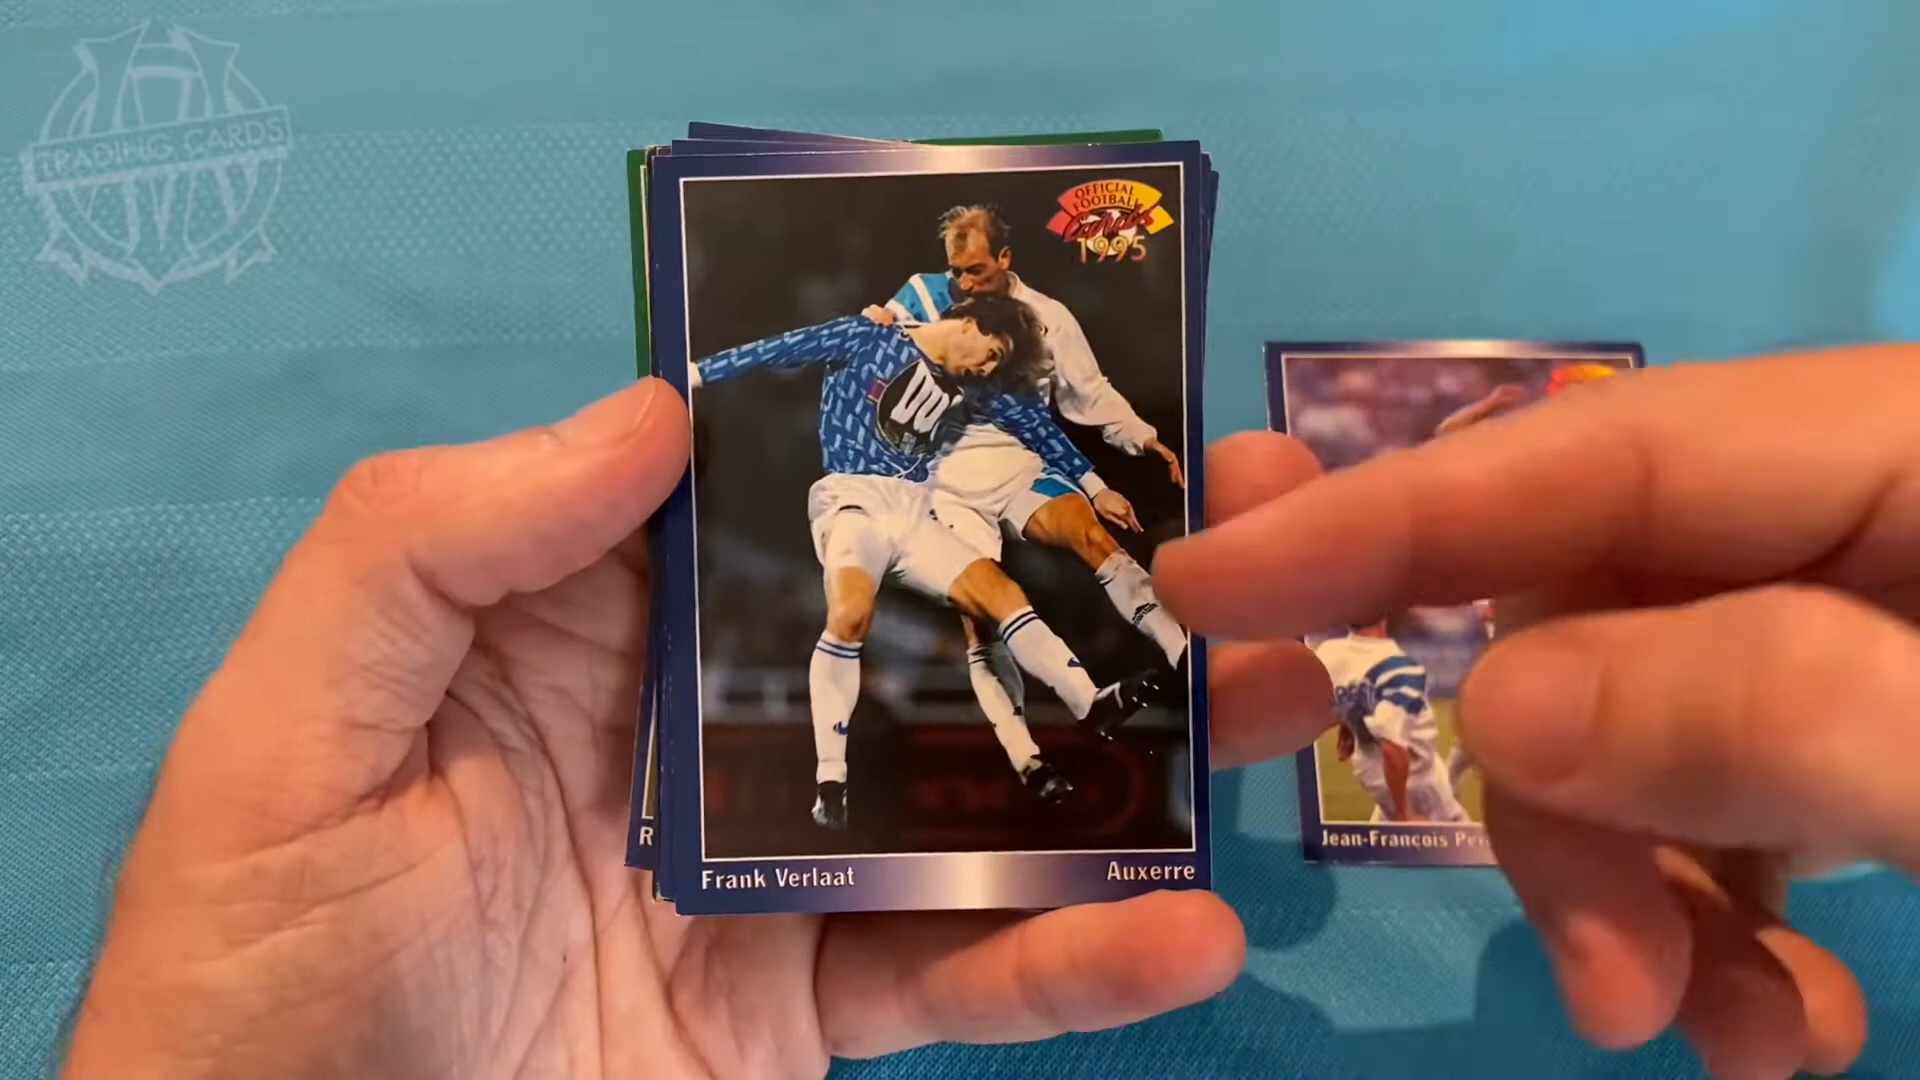 TRADING CARDS
OFFICIAL
FOOTBALL
Cards
1995
Frank Verlaat
Auxerre
Jean-François
R